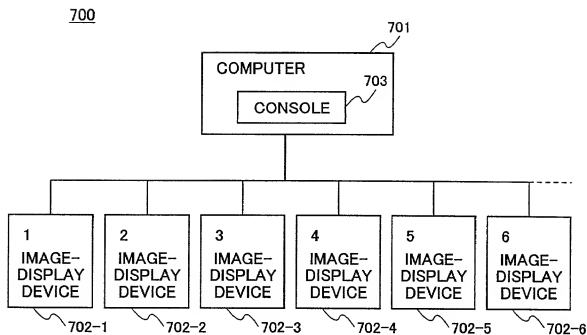 700
701
COMPUTER
703
CONSOLE
1
IMAGE-
DISPLAY
DEVICE
2
IMAGE-
DISPLAY
DEVICE
3
IMAGE-
DISPLAY
DEVICE
4
IMAGE-
DISPLAY
DEVICE
5
IMAGE-
DISPLAY
DEVICE
6
IMAGE-
DISPLAY
DEVICE
702-1
702-2
702-3
702-4
702-5
702-6